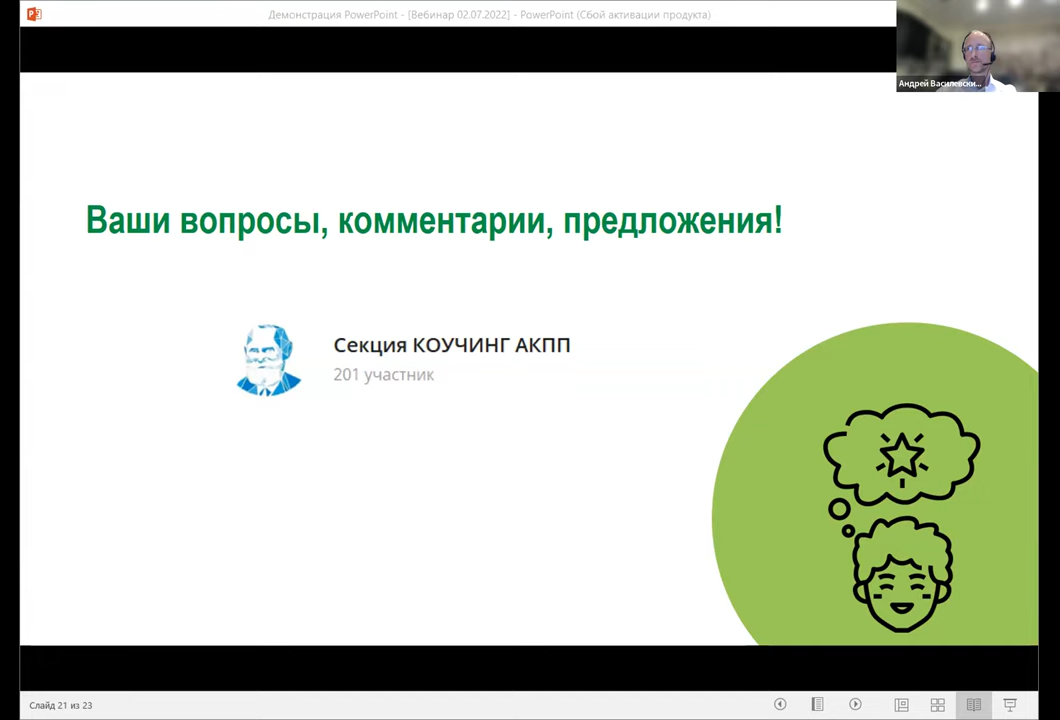 Демонстрация PowerPoint - [Вебинар 02.07.2022] - PowerPoint (Сбой активации продукта)
Андрей Василевски...
Ваши вопросы, комментарии, предложения!
Секция КОУЧИНГ АКПП
201 участник
Слайд 21 из 23